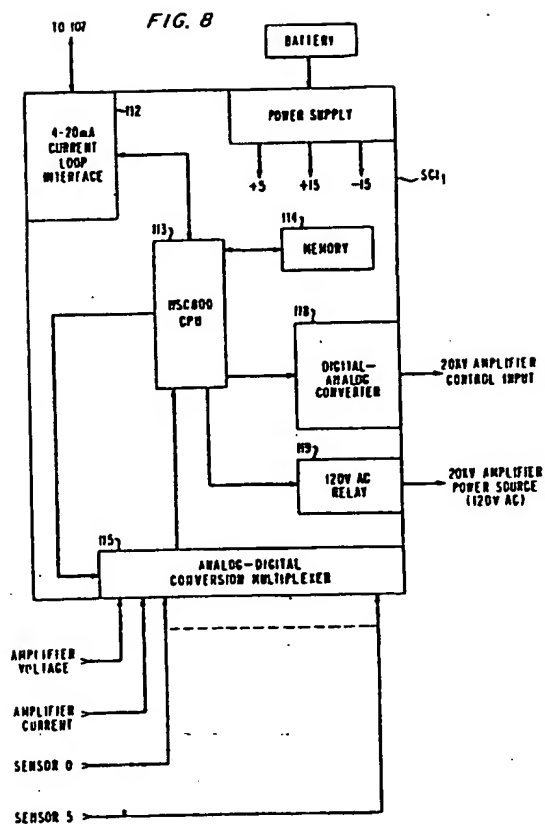 FIG. 8
TO 107
BATTERY
112
4-20mA
CURRENT
LOOP
INTERFACE
POWER SUPPLY
+5 +15 -15
SCI1
113
NSC800
CPU
114
MEMORY
118
DIGITAL-
ANALOG
CONVERTER
20KV AMPLIFIER
CONTROL INPUT
119
120V AC
RELAY
20KV AMPLIFIER
POWER SOURCE
(120V AC)
115
ANALOG-DIGITAL
CONVERSION MULTIPLEXER
AMPLIFIER
VOLTAGE
AMPLIFIER
CURRENT
SENSOR 0
SENSOR 5